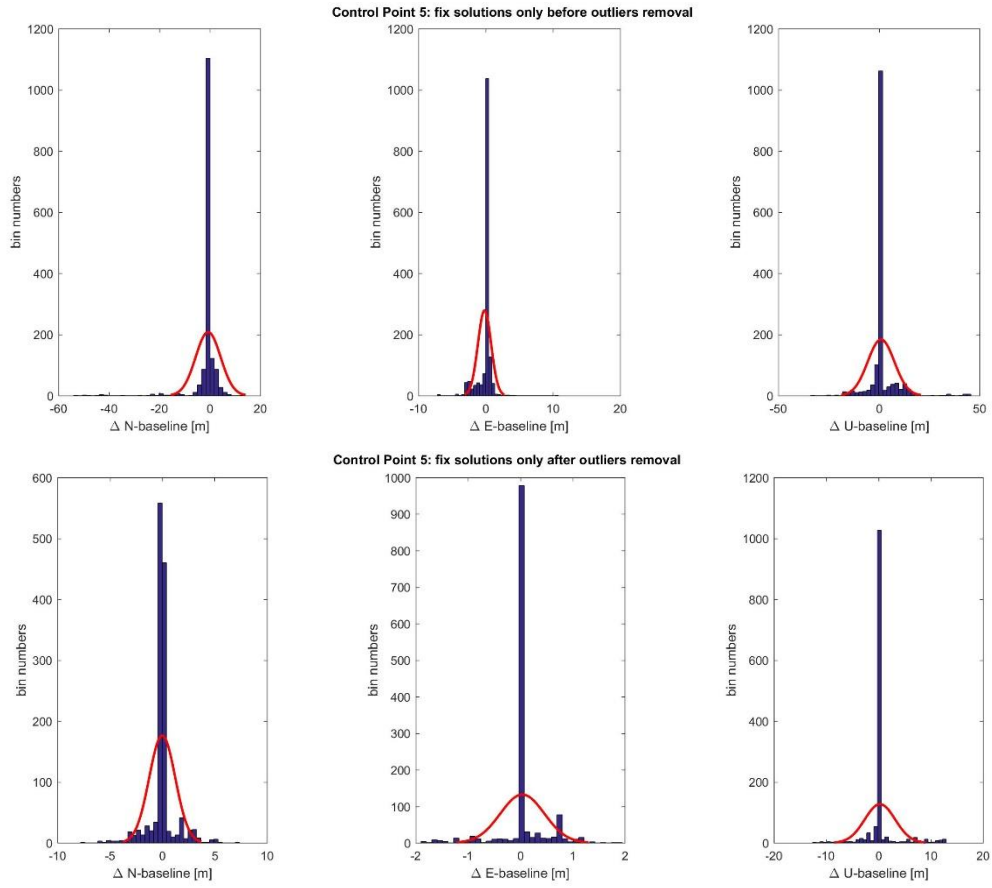 Control Point 5: fix solutions only before outliers removal
1200
1000
800
600
400
200
0
bin numbers
-60 -40 -20 0 20
Δ N-baseline [m]
1200
1000
800
600
400
200
0
bin numbers
-10 0 10 20
Δ E-baseline [m]
1200
1000
800
600
400
200
0
bin numbers
-50 0 50
Δ U-baseline [m]
Control Point 5: fix solutions only after outliers removal
600
500
400
300
200
100
0
bin numbers
-10 -5 0 5 10
Δ N-baseline [m]
1000
900
800
700
600
500
400
300
200
100
0
bin numbers
-2 -1 0 1 2
Δ E-baseline [m]
1200
1000
800
600
400
200
0
bin numbers
-20 -10 0 10 20
Δ U-baseline [m]